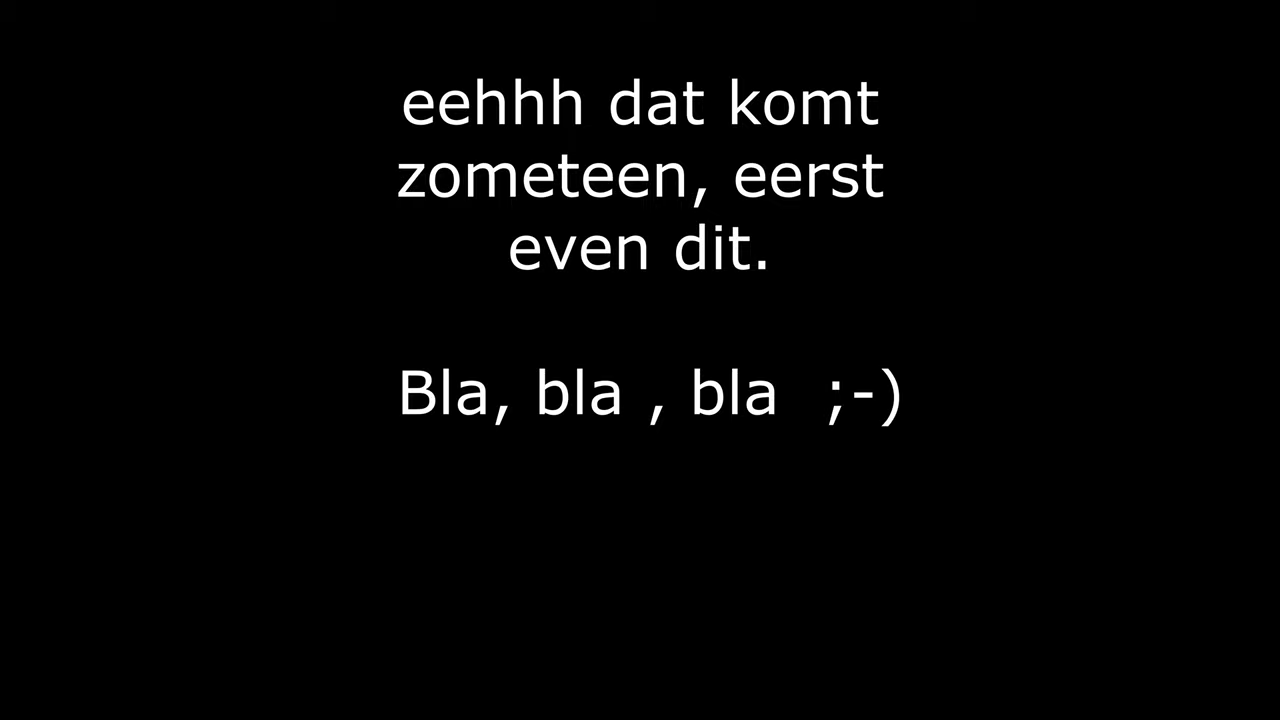 eehhh dat komt
zometeen, eerst
even dit.
Bla, bla , bla  ;-)